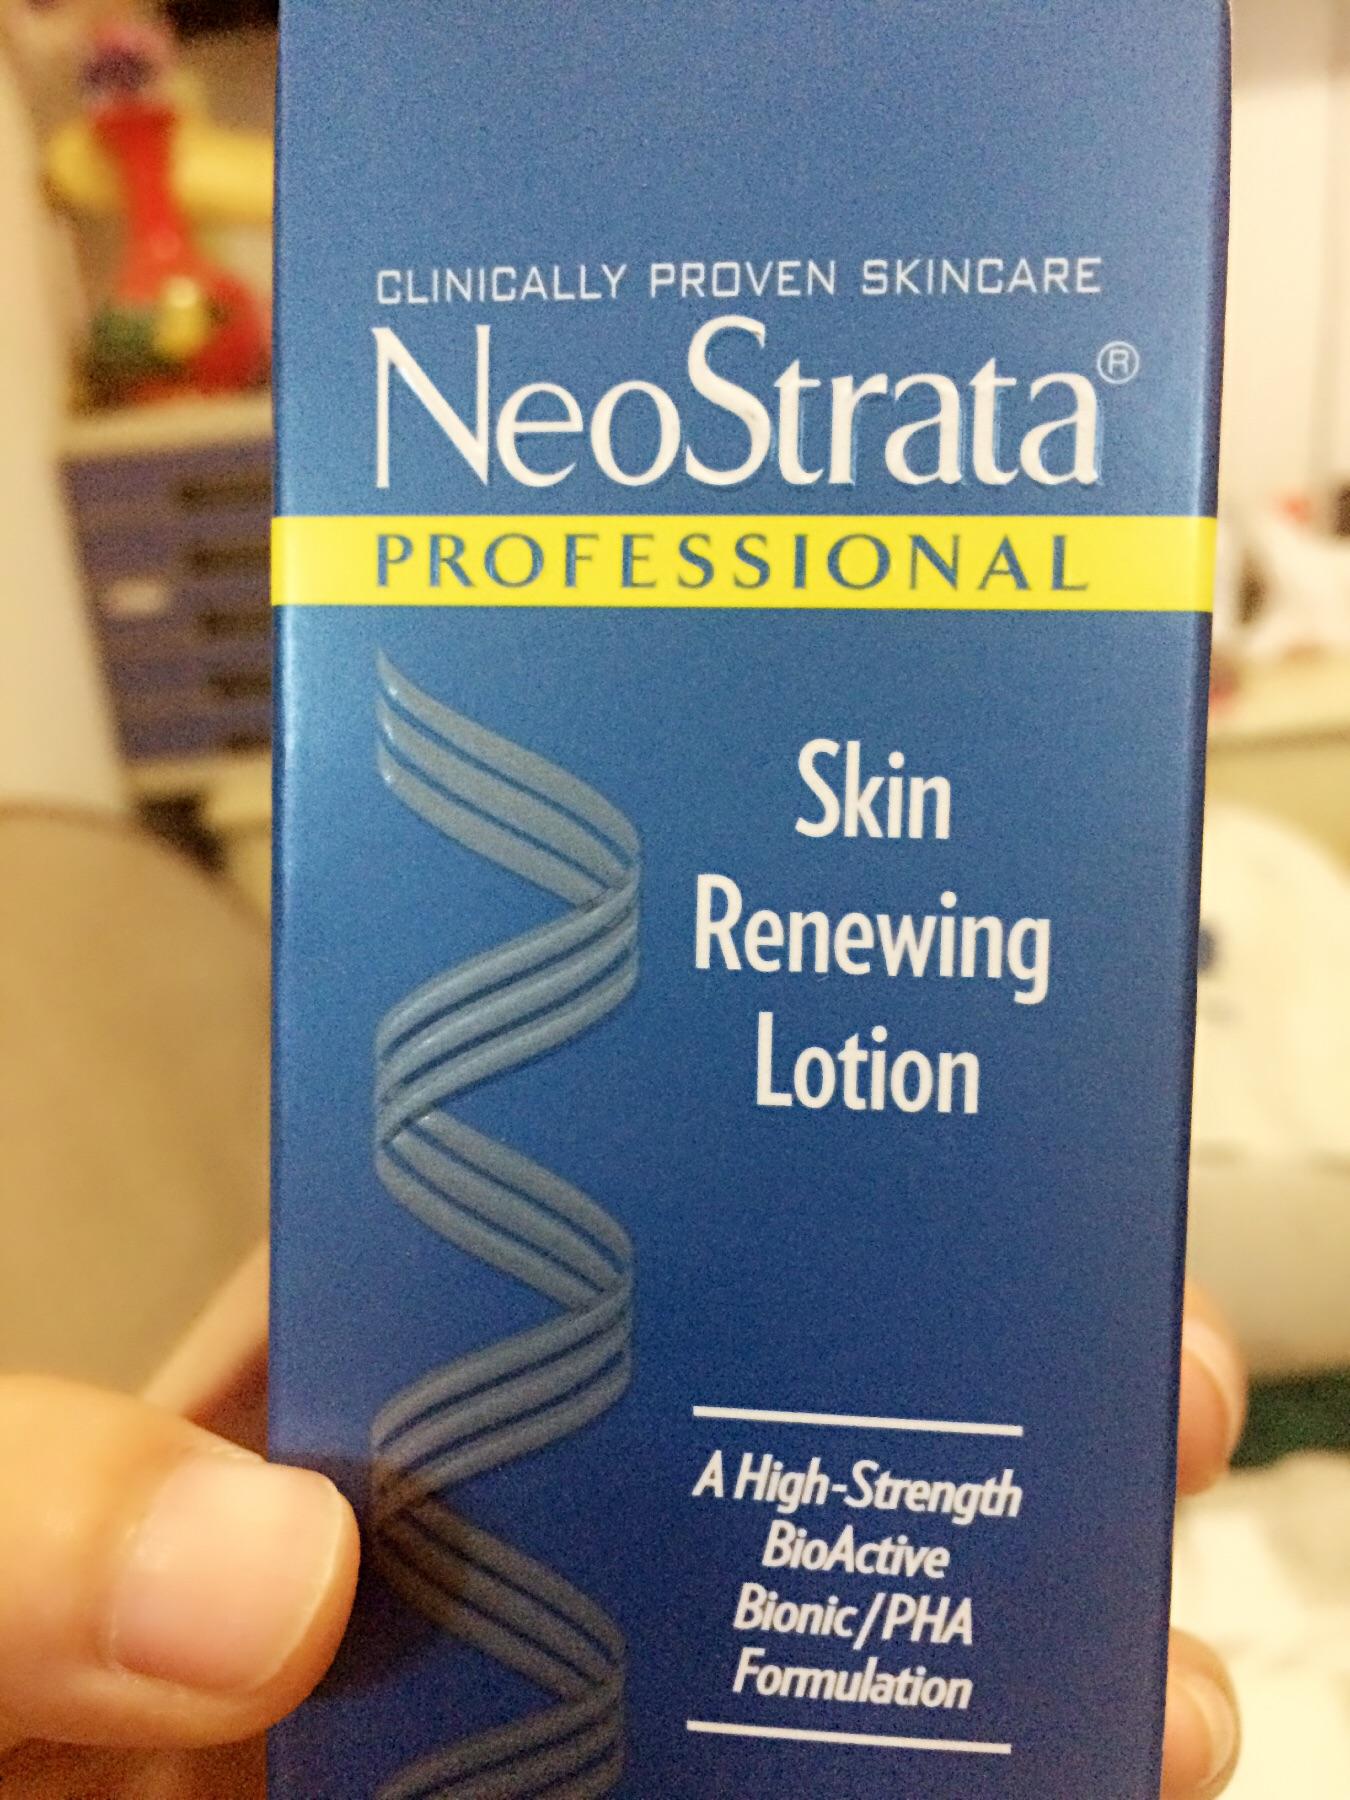 CLINICALLY PROVEN SKINCARE
NeoStrata®
PROFESSIONAL
Skin
Renewing
Lotion
A High-Strength
BioActive
Bionic/PHA
Formulation